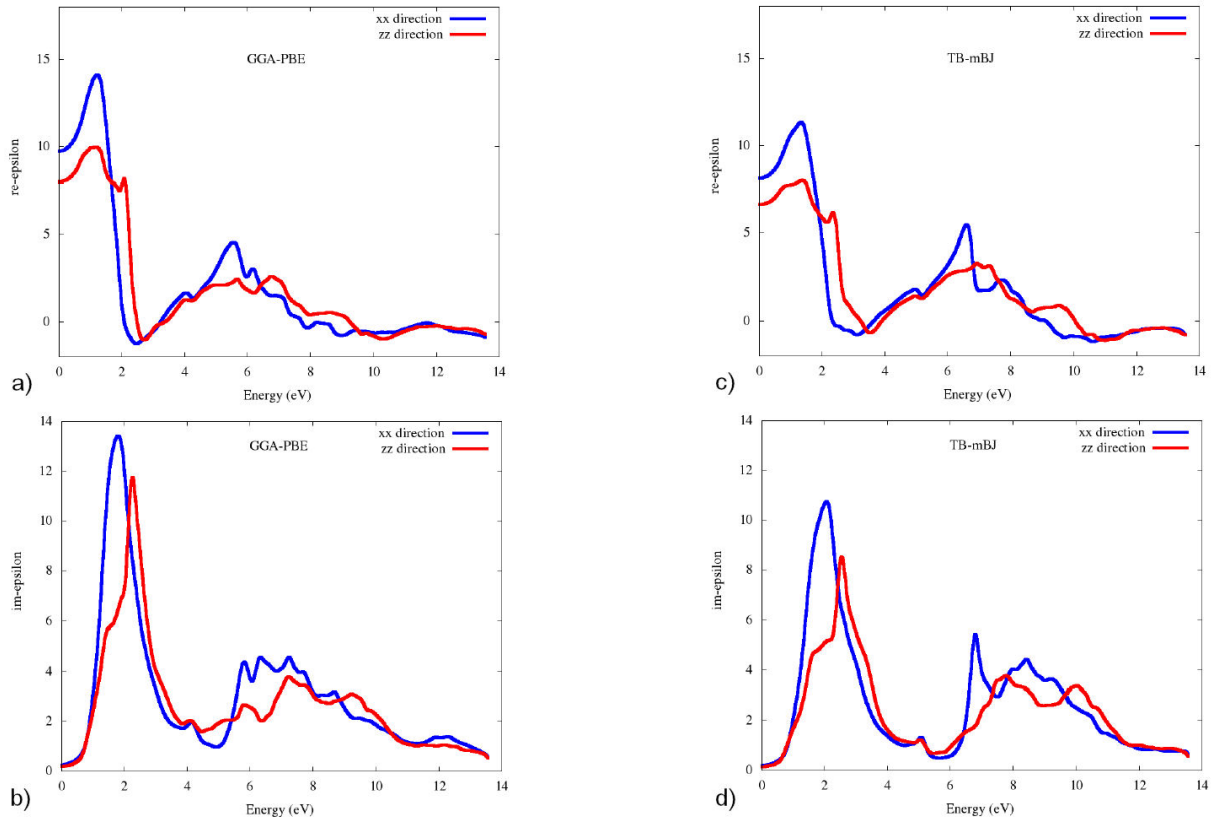 xx direction
zz direction
GGA-PBE
15
10
5
0
re-epsilon
0 2 4 6 8 10 12 14
Energy (eV)
a)
xx direction
zz direction
TB-mBJ
15
10
5
0
re-epsilon
0 2 4 6 8 10 12 14
Energy (eV)
c)
14
12
10
8
6
4
2
0
xx direction
zz direction
GGA-PBE
im-epsilon
0 2 4 6 8 10 12 14
Energy (eV)
b)
14
12
10
8
6
4
2
0
xx direction
zz direction
TB-mBJ
im-epsilon
0 2 4 6 8 10 12 14
Energy (eV)
d)